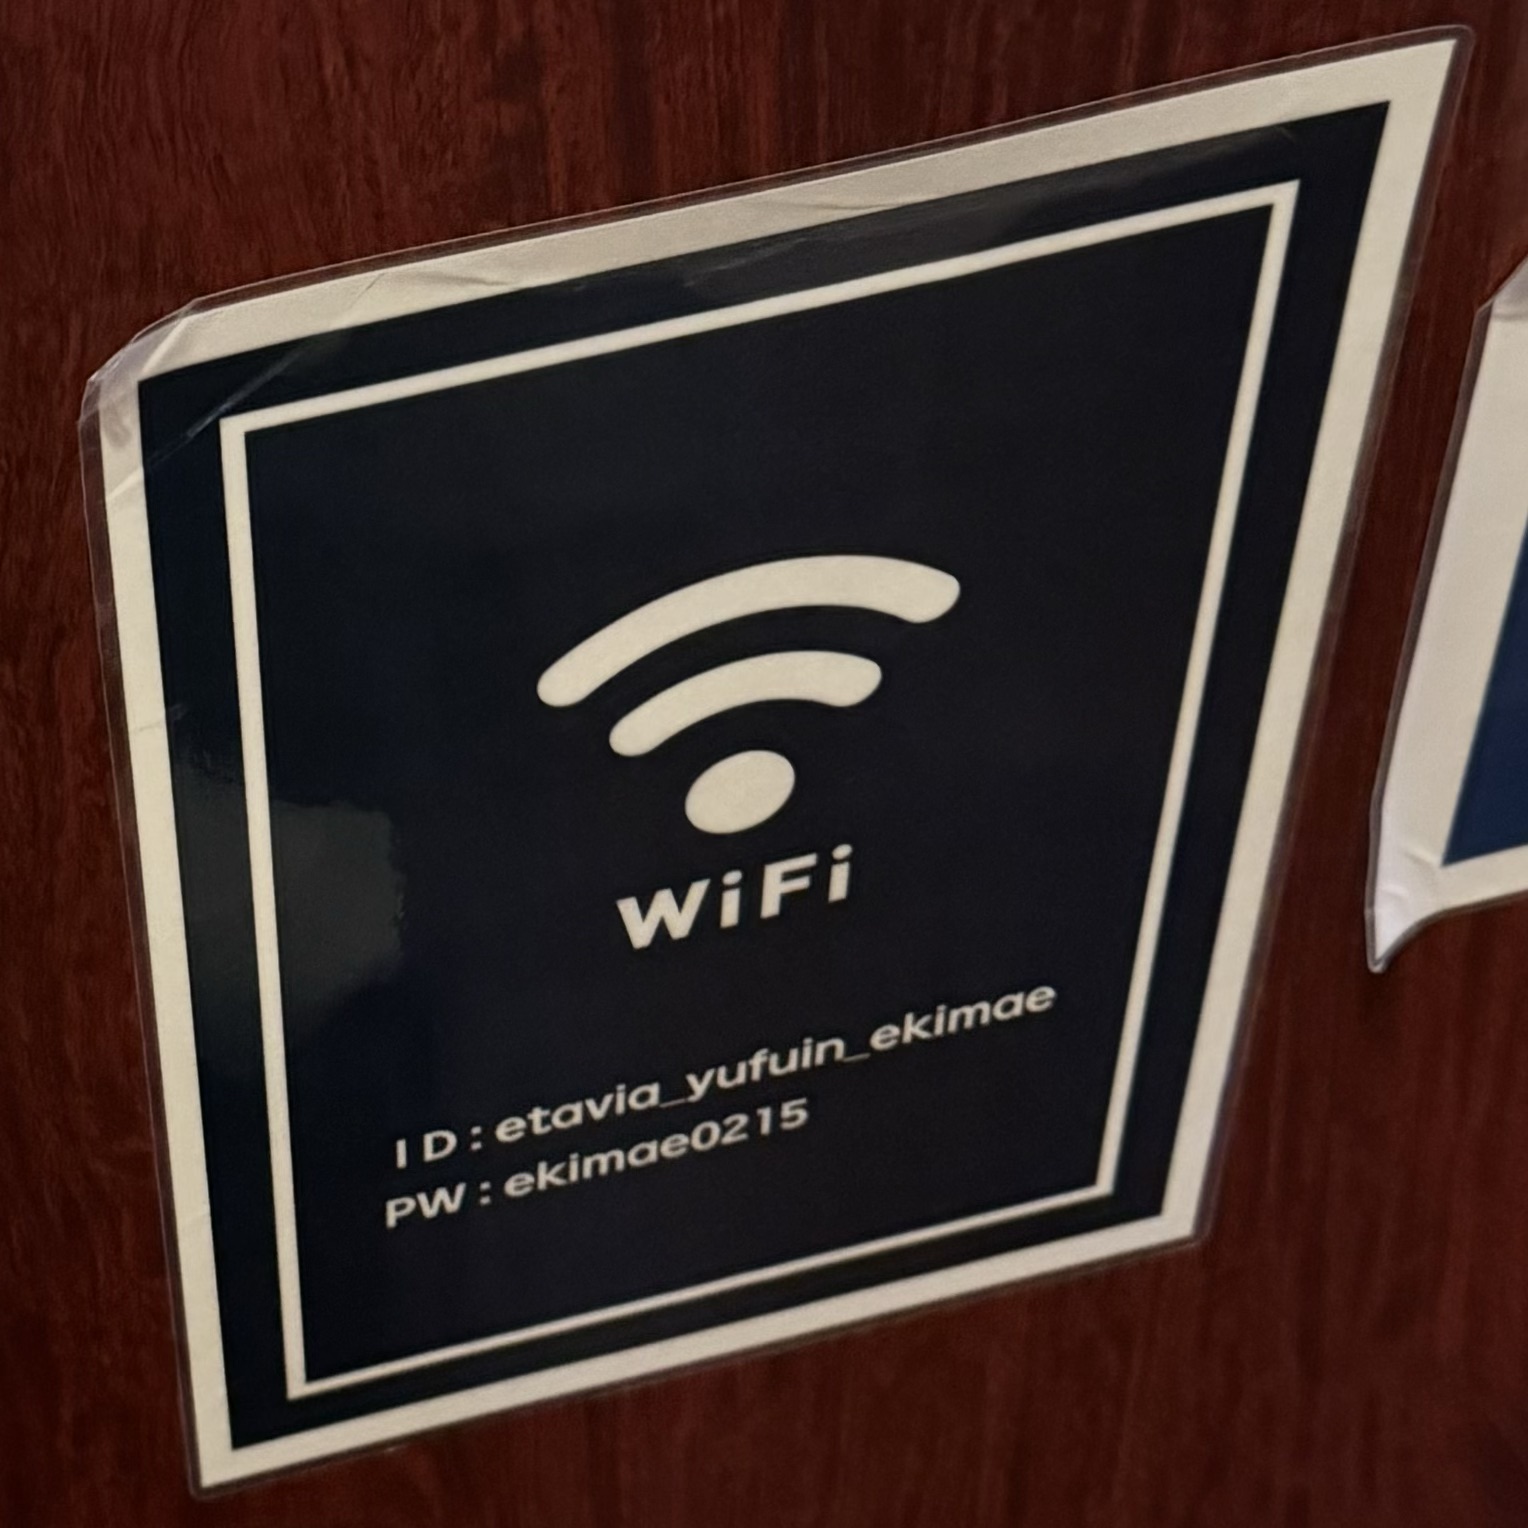 WiFi
ID : etavia_yufuin_ekimae
PW : ekimae0215